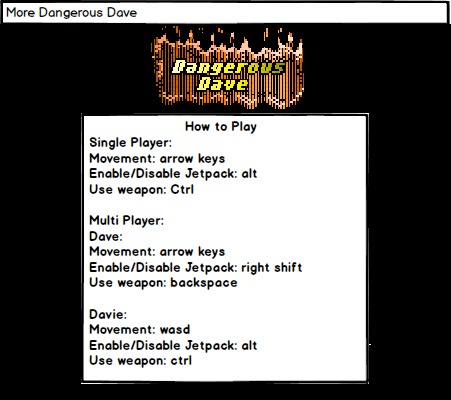 More Dangerous Dave
Dangerous
Dave
How to Play
Single Player:
Movement: arrow keys
Enable/Disable Jetpack: alt
Use weapon: Ctrl
Multi Player:
Dave:
Movement: arrow keys
Enable/Disable Jetpack: right shift
Use weapon: backspace
Davie:
Movement: wasd
Enable/Disable Jetpack: alt
Use weapon: ctrl